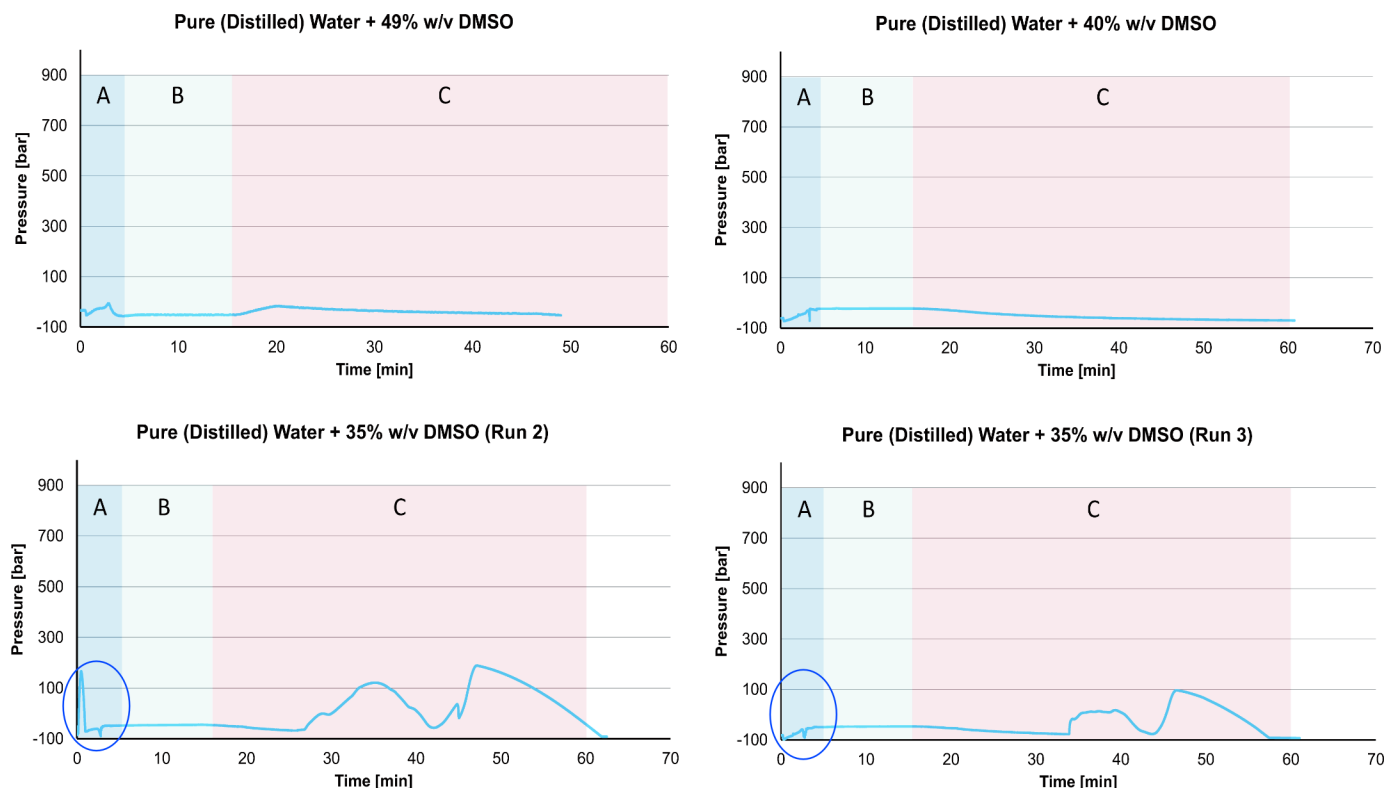 Pure (Distilled) Water + 49% w/v DMSO
900
700
500
300
100
-100
Pressure [bar]
A
B
C
0
10
20
30
40
50
60
Time [min]
Pure (Distilled) Water + 40% w/v DMSO
900
700
500
300
100
-100
Pressure [bar]
A
B
C
0
10
20
30
40
50
60
70
Time [min]
Pure (Distilled) Water + 35% w/v DMSO (Run 2)
900
700
500
300
100
-100
Pressure [bar]
A
B
C
0
10
20
30
40
50
60
70
Time [min]
Pure (Distilled) Water + 35% w/v DMSO (Run 3)
900
700
500
300
100
-100
Pressure [bar]
A
B
C
0
10
20
30
40
50
60
70
Time [min]